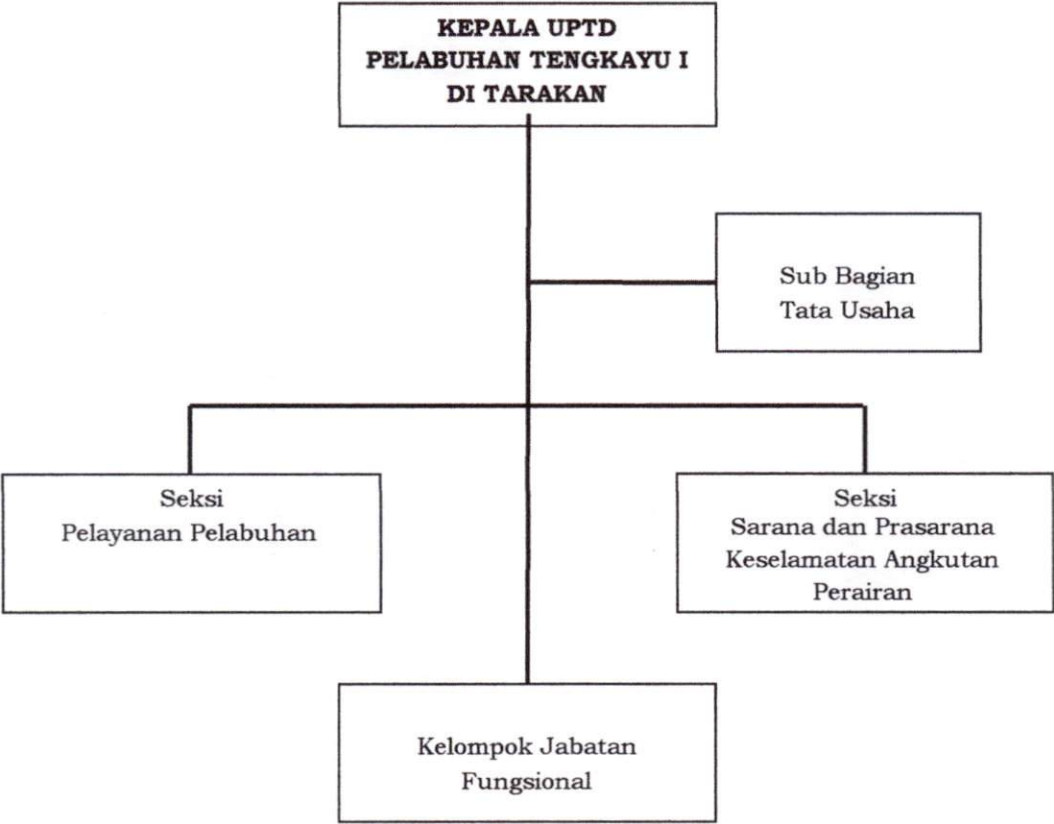 KEPALA UPTD
PELABUHAN TENGKAYU I
DI TARAKAN
Sub Bagian
Tata Usaha
Seksi
Pelayanan Pelabuhan
Seksi
Sarana dan Prasarana
Keselamatan Angkutan
Perairan
Kelompok Jabatan
Fungsional